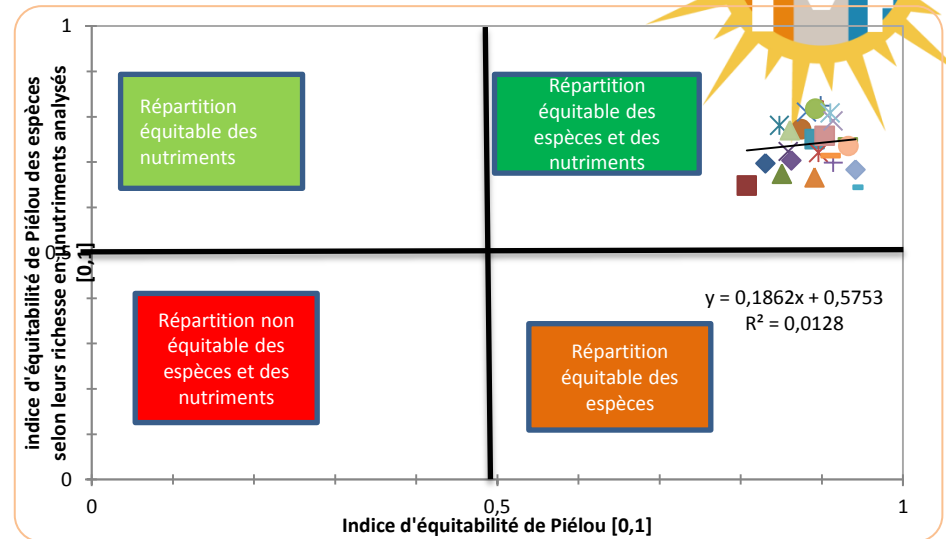 1
indice d'équitabilité de Piélou des espèces
selon leurs richesse en nutriments analysés
[0,1]
Répartition
équitable des
nutriments
Répartition
équitable des
espèces et des
nutriments
0,5
Répartition non
équitable des
espèces et des
nutriments
y = 0,1862x + 0,5753
R² = 0,0128
Répartition
équitable des
espèces
0
0
0,5
1
Indice d'équitabilité de Piélou [0,1]